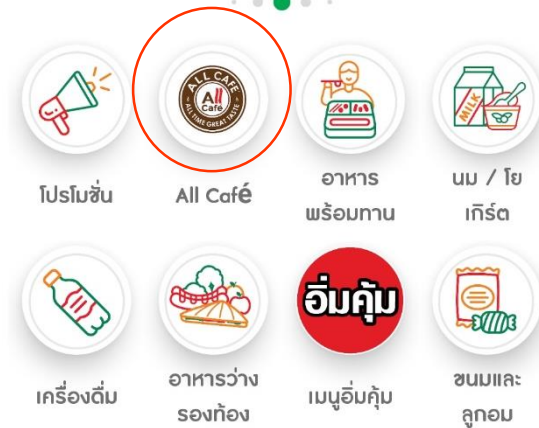 โปรโมชั่น
ALL CAFÉ
All
Café
ALL TIME GREAT TASTE
All Café
อาหาร
พร้อมทาน
MILK
นม / โย
เกิร์ต
เครื่องดื่ม
อาหารว่าง
รองท้อง
อิ่มคุ้ม
เมนูอิ่มคุ้ม
ขนมและ
ลูกอม